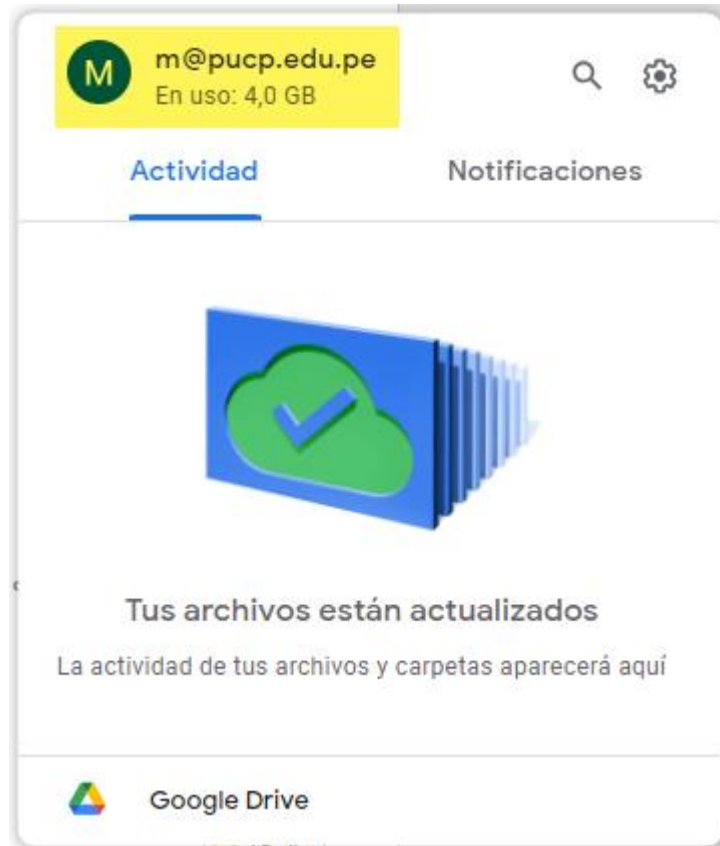 M
m@pucp.edu.pe
En uso: 4,0 GB
Actividad
Notificaciones
Tus archivos están actualizados
La actividad de tus archivos y carpetas aparecerá aquí
Google Drive